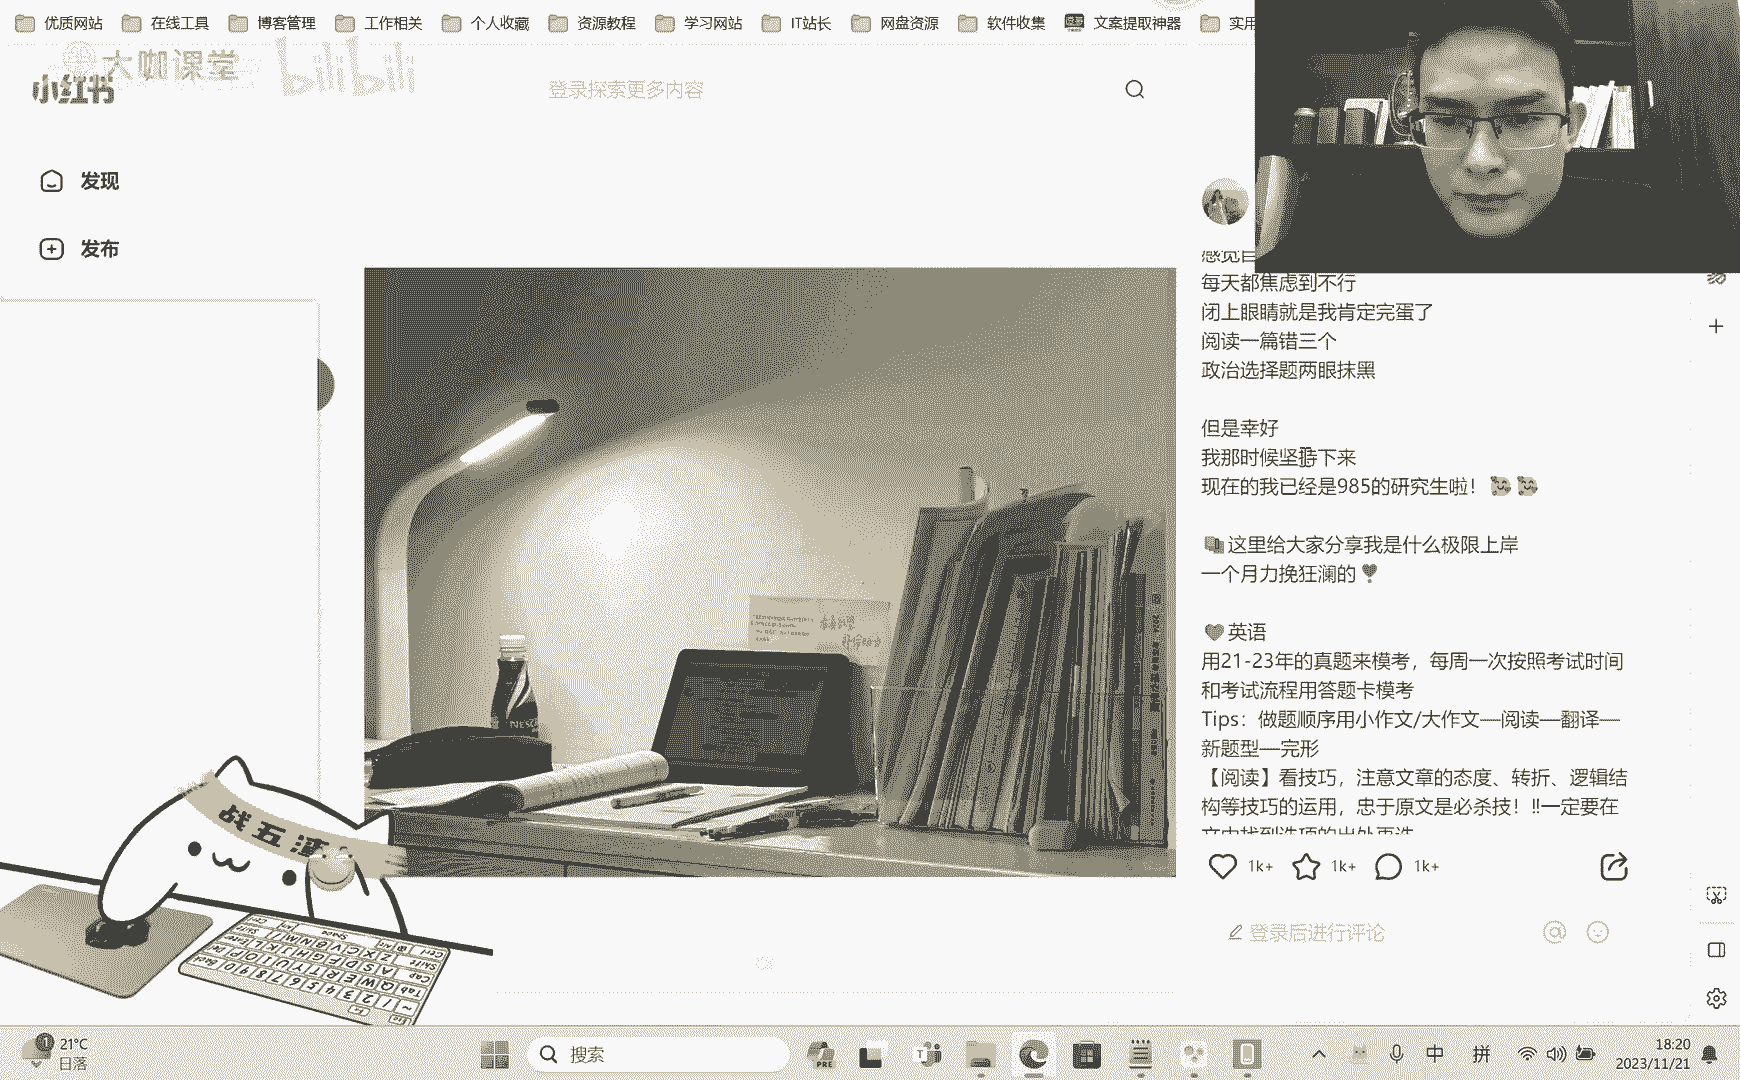 优质网站 在线工具 博客管理 工作相关 个人收藏 资源教程 学习网站 IT站长 网盘资源 软件收集 文案提取神器 实用
大咖课堂 bilibili
小红书
登录探索更多内容
发现
发布
每天都焦虑到不行
闭上眼睛就是我肯定完蛋了
阅读一篇错三个
政治选择题两眼抹黑
但是幸好
我那时候坚持下来
现在的我已经是985的研究生啦！
这里给大家分享我是什么极限上岸
一个月力挽狂澜的
英语
用21-23年的真题来模考，每周一次按照考试时间
和考试流程用答题卡模考
Tips：做题顺序用小作文/大作文—阅读—翻译—
新题型—完形
【阅读】看技巧，注意文章的态度、转折、逻辑结
构等技巧的运用，忠于原文是必杀技！‼一定要在
文中找到选项的出处再选
1k+ 1k+ 1k+
登录后进行评论
战五渣
NESC
21°C
日落
搜索
PRE
中 拼
18:20
2023/11/21